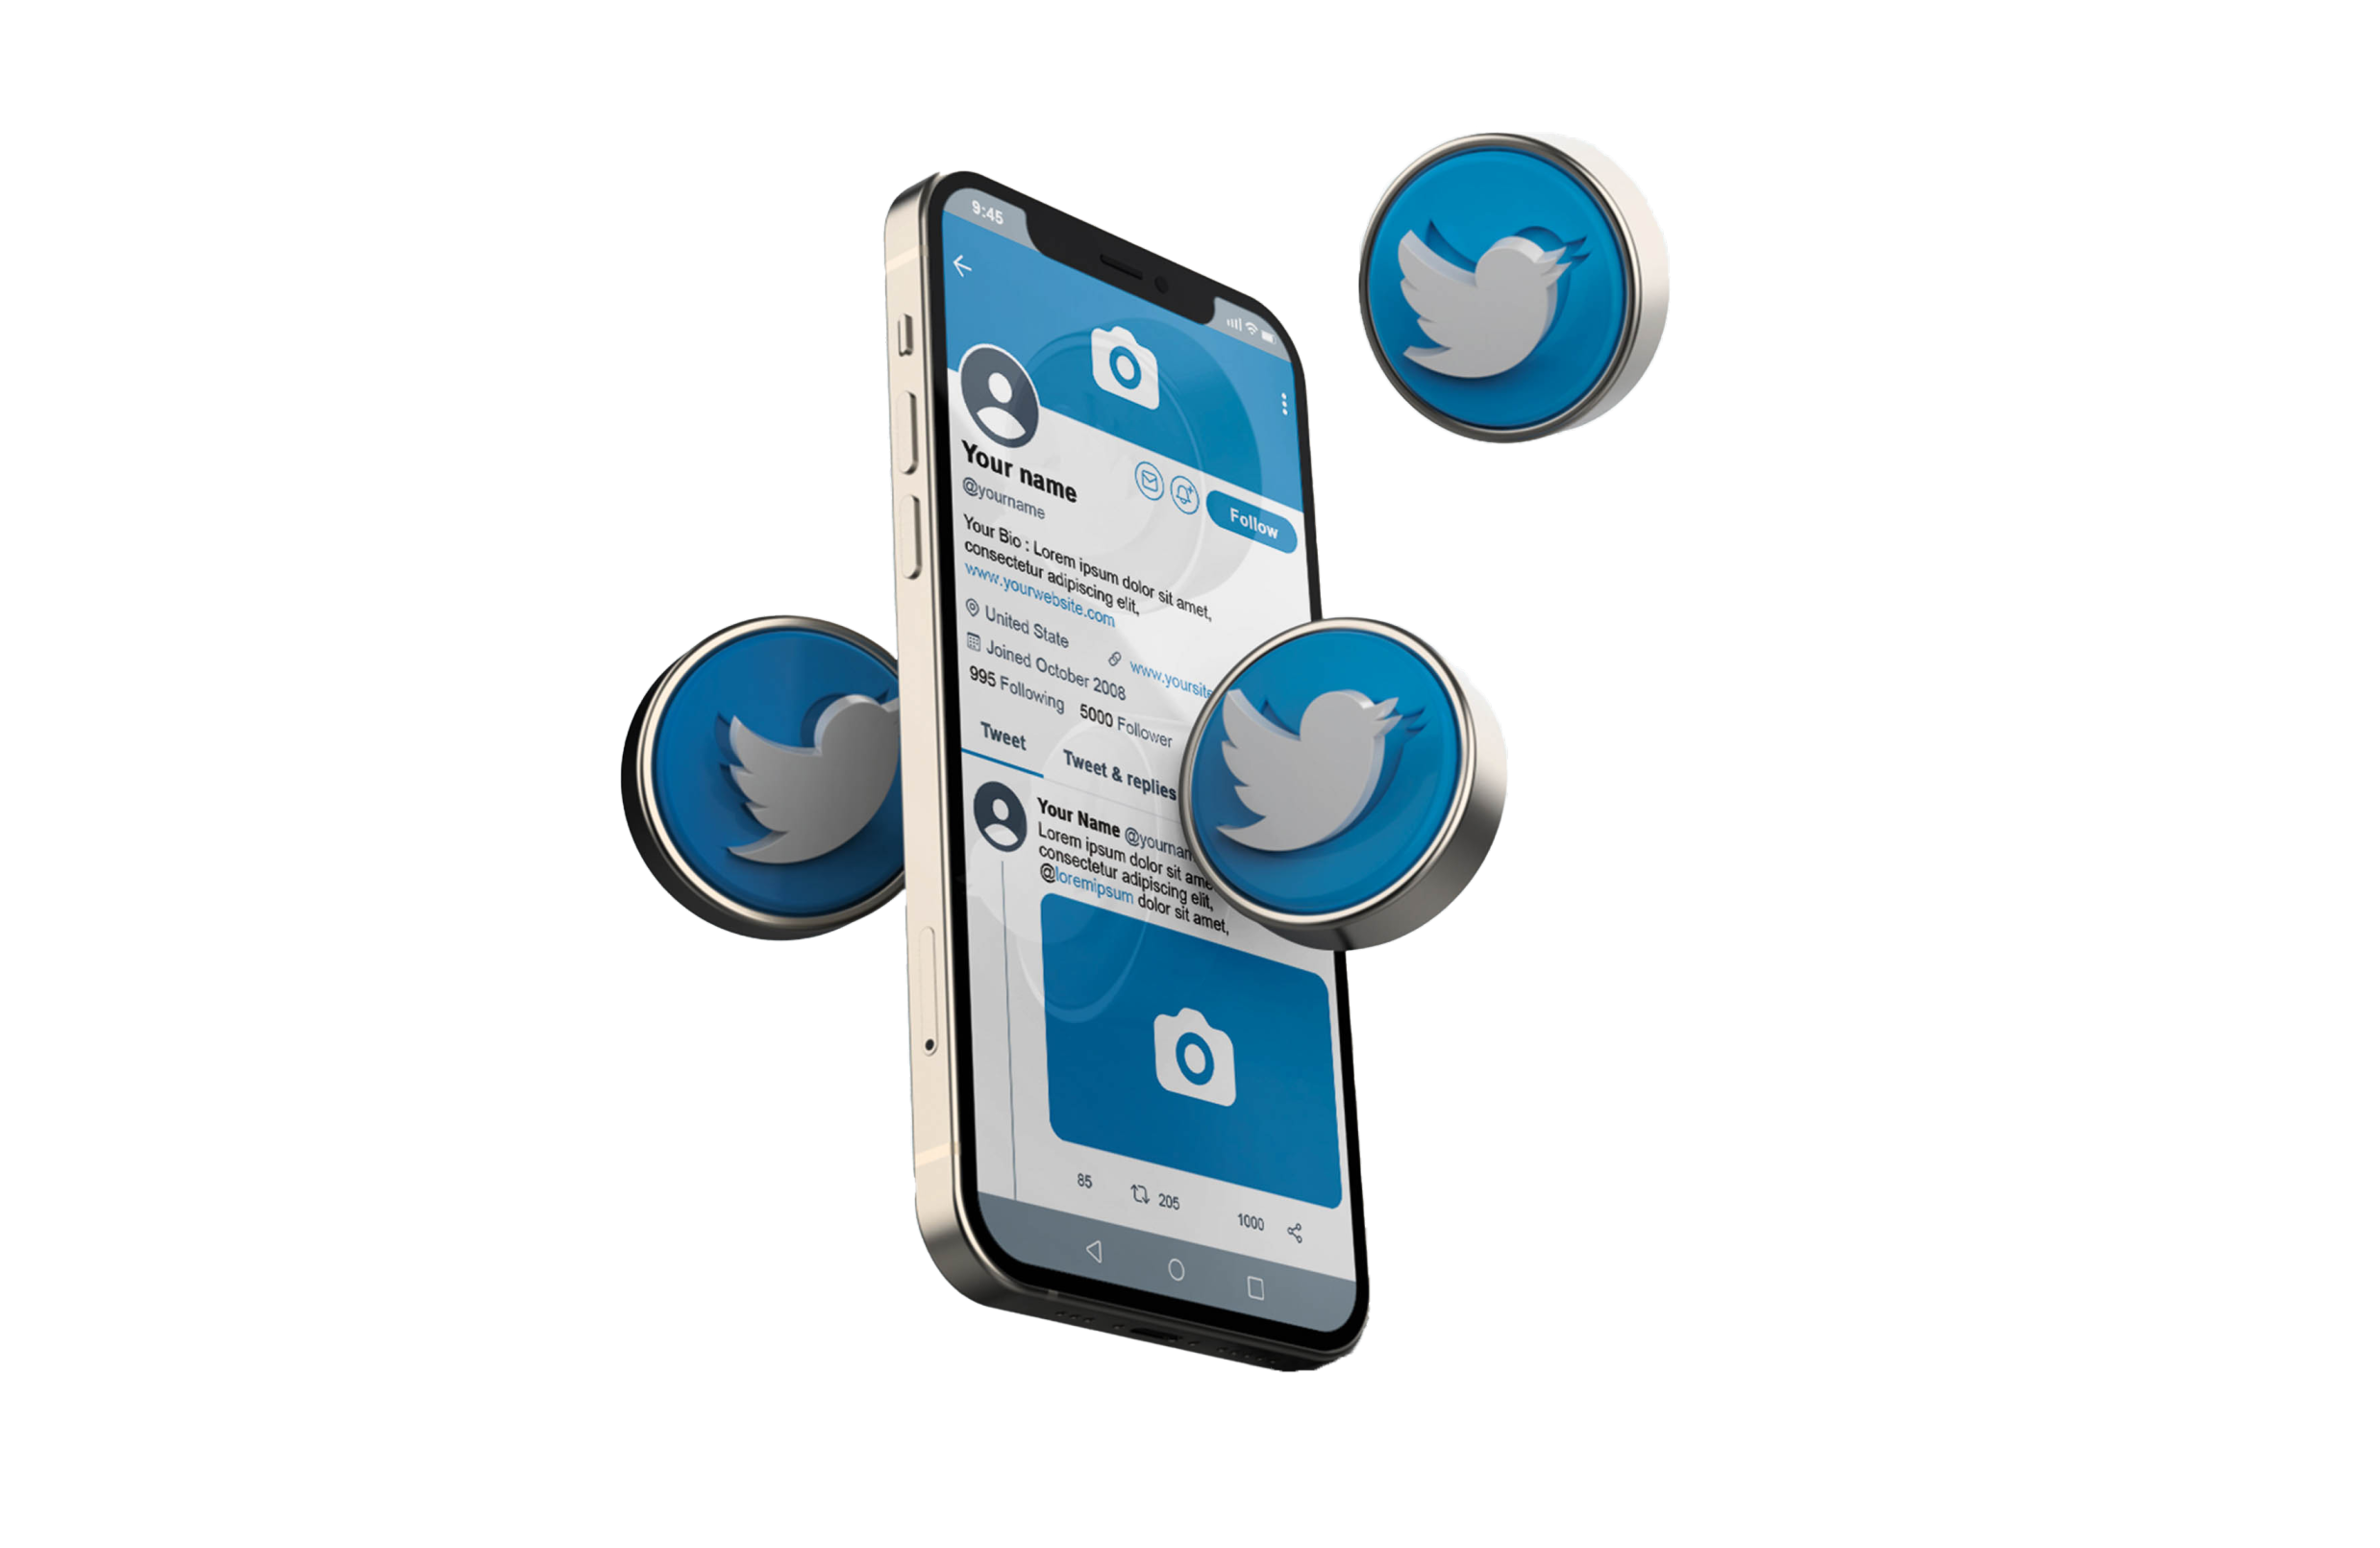 9:45
Your name
@yourname
Follow
Your Bio : Lorem ipsum dolor sit amet,
consectetur adipiscing elit,
www.yourwebsite.com
United State
Joined October 2008
www.yoursite
995 Following 5000 Follower
Tweet Tweet & replies
Your Name @yournam
Lorem ipsum dolor sit ame
consectetur adipiscing elit,
@loremipsum dolor sit amet,
85 205 1000